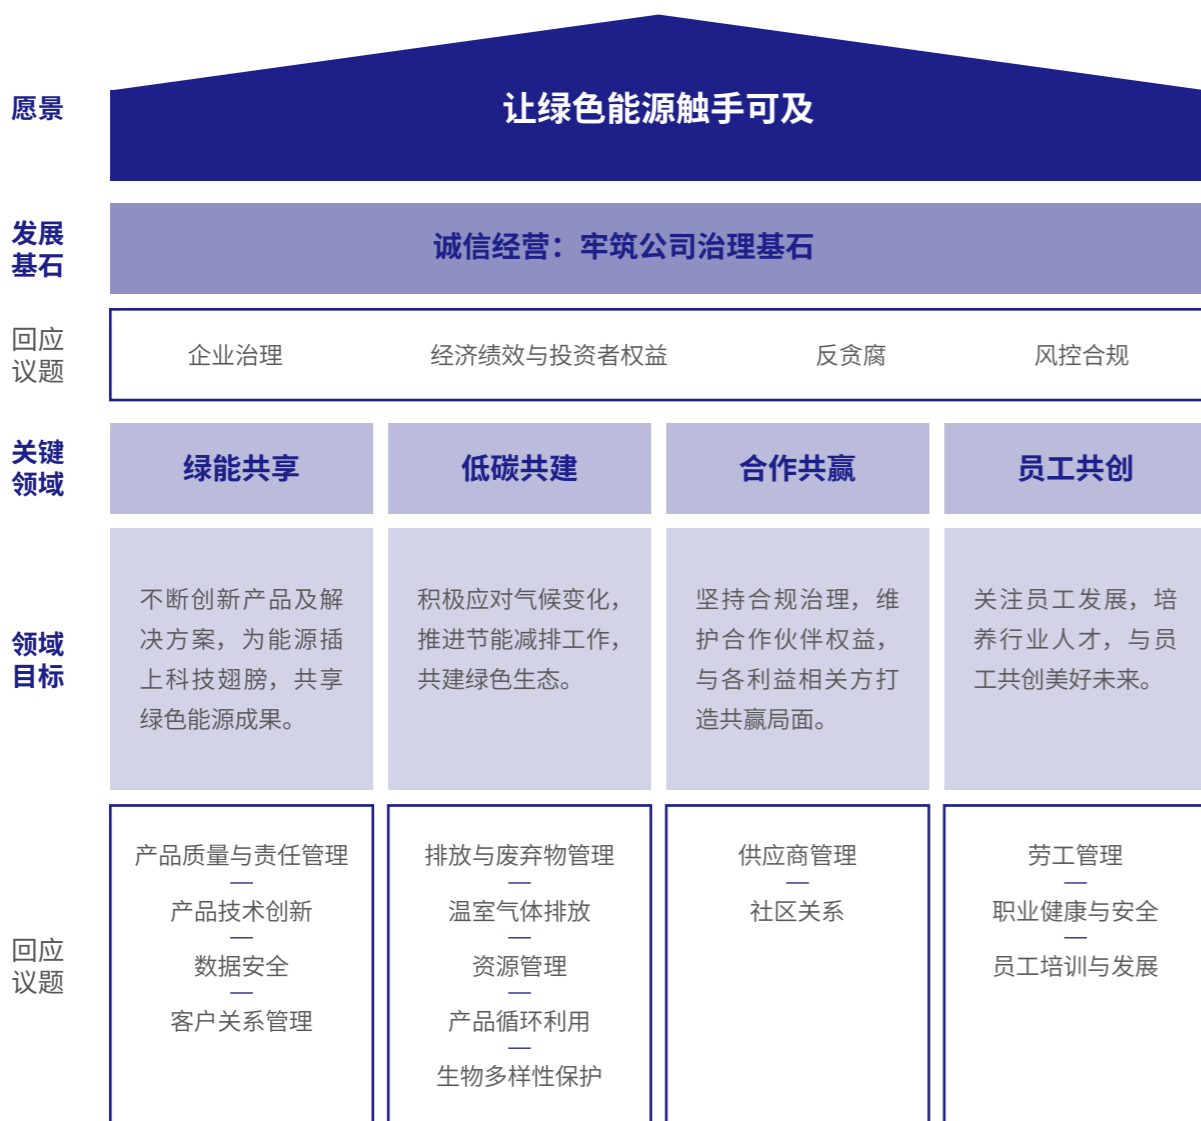 愿景
让绿色能源触手可及
发展
基石
诚信经营：牢筑公司治理基石
回应
议题
企业治理
经济绩效与投资者权益
反贪腐
风控合规
关键
领域
绿能共享
低碳共建
合作共赢
员工共创
领域
目标
不断创新产品及解
决方案，为能源插
上科技翅膀，共享
绿色能源成果。
积极应对气候变化，
推进节能减排工作，
共建绿色生态。
坚持合规治理，维
护合作伙伴权益，
与各利益相关方打
造共赢局面。
关注员工发展，培
养行业人才，与员
工共创美好未来。
回应
议题
产品质量与责任管理
产品技术创新
数据安全
客户关系管理
排放与废弃物管理
温室气体排放
资源管理
产品循环利用
生物多样性保护
供应商管理
社区关系
劳工管理
职业健康与安全
员工培训与发展